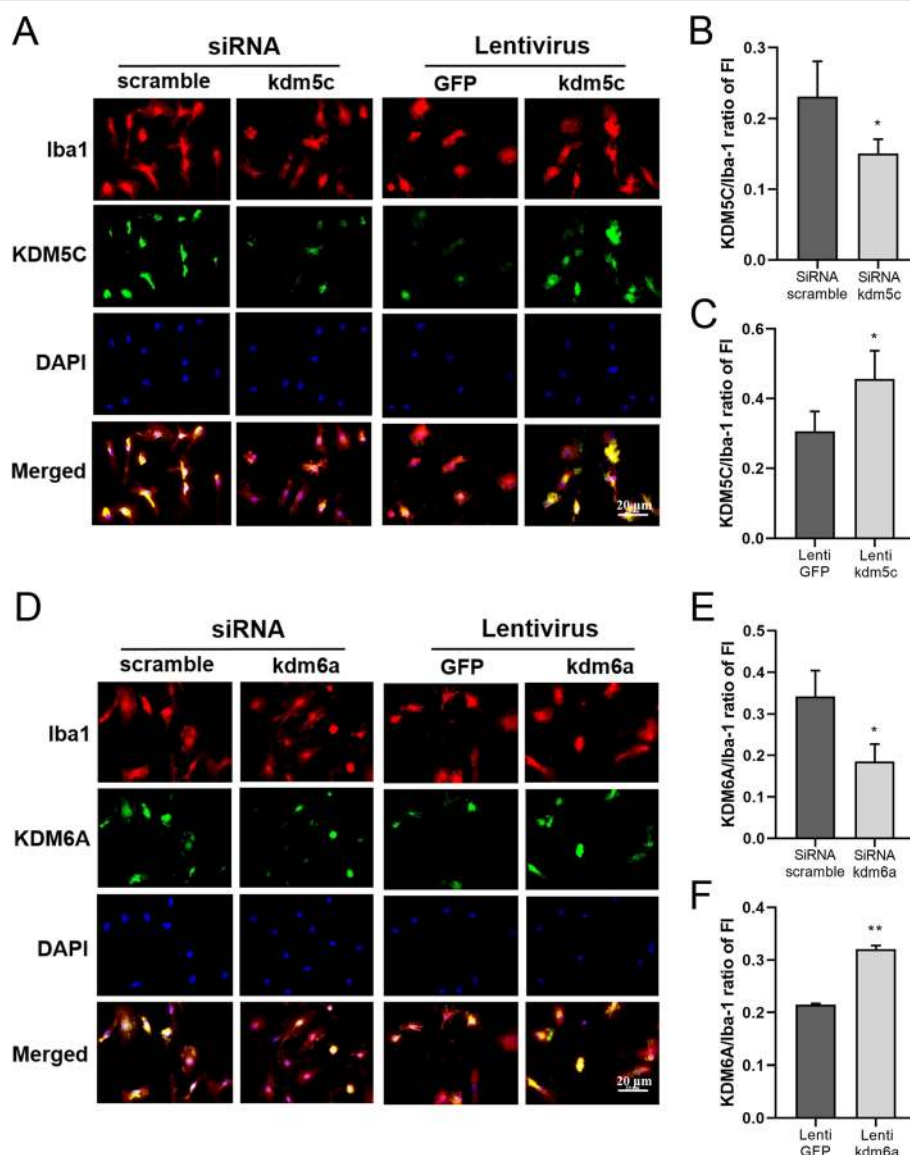 A
siRNA
Lentivirus
scramble
kdm5c
GFP
kdm5c
Iba1
KDM5C
DAPI
Merged
20 µm
B
KDM5C/Iba-1 ratio of FI
0.3
0.2
0.1
0.0
SiRNA
scramble
SiRNA
kdm5c
*
C
KDM5C/Iba-1 ratio of FI
0.6
0.4
0.2
0.0
Lenti
GFP
Lenti
kdm5c
*
D
siRNA
Lentivirus
scramble
kdm6a
GFP
kdm6a
Iba1
KDM6A
DAPI
Merged
20 µm
E
KDM6A/Iba-1 ratio of FI
0.5
0.4
0.3
0.2
0.1
0.0
SiRNA
scramble
SiRNA
kdm6a
*
F
KDM6A/Iba-1 ratio of FI
0.4
0.3
0.2
0.1
0.0
Lenti
GFP
Lenti
kdm6a
**